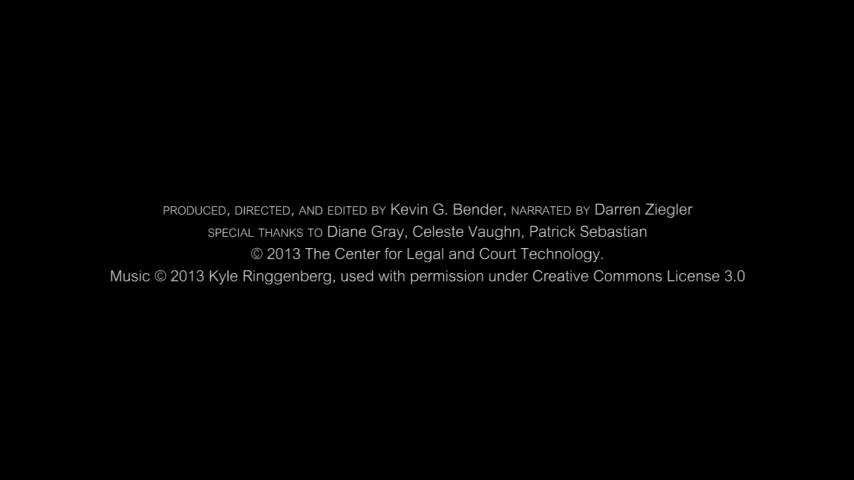 PRODUCED, DIRECTED, AND EDITED BY Kevin G. Bender, NARRATED BY Darren Ziegler
SPECIAL THANKS TO Diane Gray, Celeste Vaughn, Patrick Sebastian
© 2013 The Center for Legal and Court Technology.
Music © 2013 Kyle Ringgenberg, used with permission under Creative Commons License 3.0